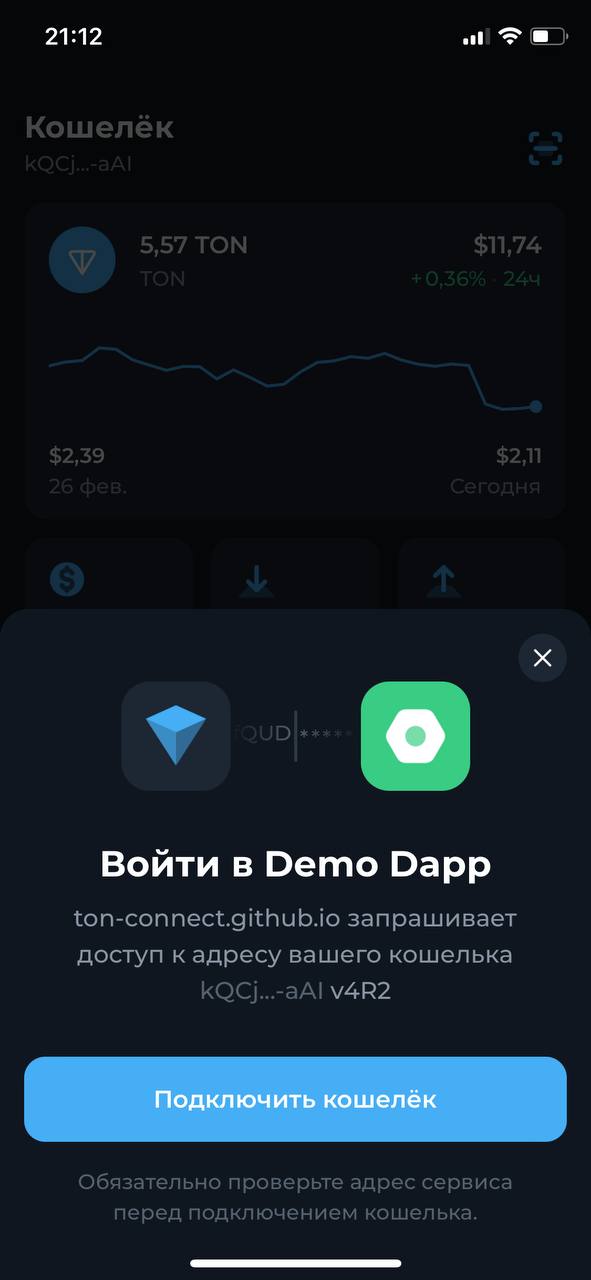 21:12
Кошелёк
kQCj...-aAI
5,57 TON
$11,74
TON
+0,36% · 24ч
$2,39
$2,11
26 фев.
Сегодня
QUD
*****
Войти в Demo Dapp
ton-connect.github.io запрашивает
доступ к адресу вашего кошелька
kQCj...-aAI v4R2
Подключить кошелёк
Обязательно проверьте адрес сервиса
перед подключением кошелька.